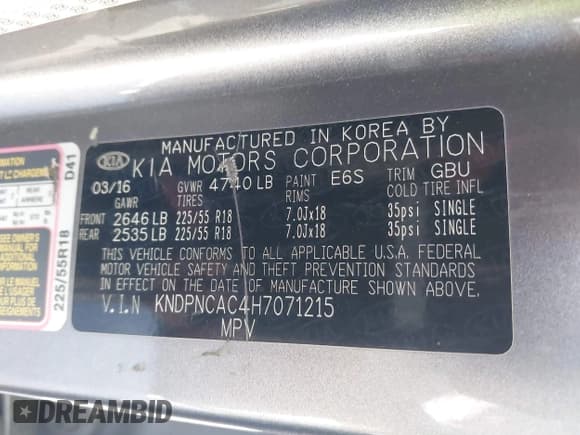 MANUFACTURED IN KOREA BY
KIA KIA MOTORS CORPORATION
03/16 GVWR 4740 LB PAINT E6S TRIM GBU
GAWR TIRES RIMS COLD TIRE INFL
FRONT 2646 LB 225/55 R18 7.0Jx18 35psi SINGLE
REAR 2535 LB 225/55 R18 7.0Jx18 35psi SINGLE
THIS VEHICLE CONFORMS TO ALL APPLICABLE U.S.A. FEDERAL
MOTOR VEHICLE SAFETY AND THEFT PREVENTION STANDARDS
IN EFFECT ON THE DATE OF MANUFACTURE SHOWN ABOVE.
V.I.N KNDPNCAC4H7071215
MPV
D41
225/55R18
SEE OWNER'S
DREAMBID